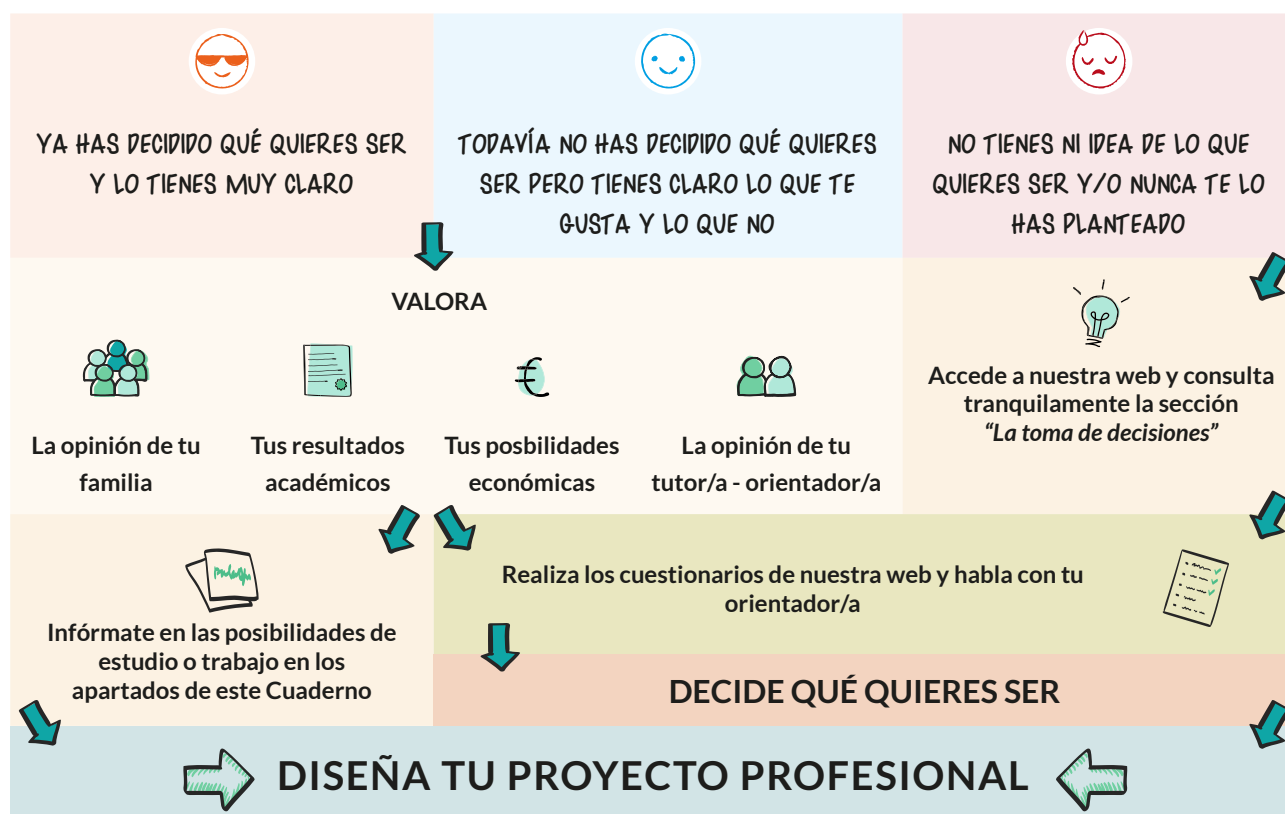 YA HAS DECIDIDO QUÉ QUIERES SER
Y LO TIENES MUY CLARO
TODAVÍA NO HAS DECIDIDO QUÉ QUIERES
SER PERO TIENES CLARO LO QUE TE
GUSTA Y LO QUE NO
NO TIENES NI IDEA DE LO QUE
QUIERES SER Y/O NUNCA TE LO
HAS PLANTEADO
VALORA
La opinión de tu
familia
Tus resultados
académicos
Tus posbilidades
económicas
La opinión de tu
tutor/a - orientador/a
Accede a nuestra web y consulta
tranquilamente la sección
“La toma de decisiones”
Infórmate en las posibilidades de
estudio o trabajo en los
apartados de este Cuaderno
Realiza los cuestionarios de nuestra web y habla con tu
orientador/a
DECIDE QUÉ QUIERES SER
DISEÑA TU PROYECTO PROFESIONAL